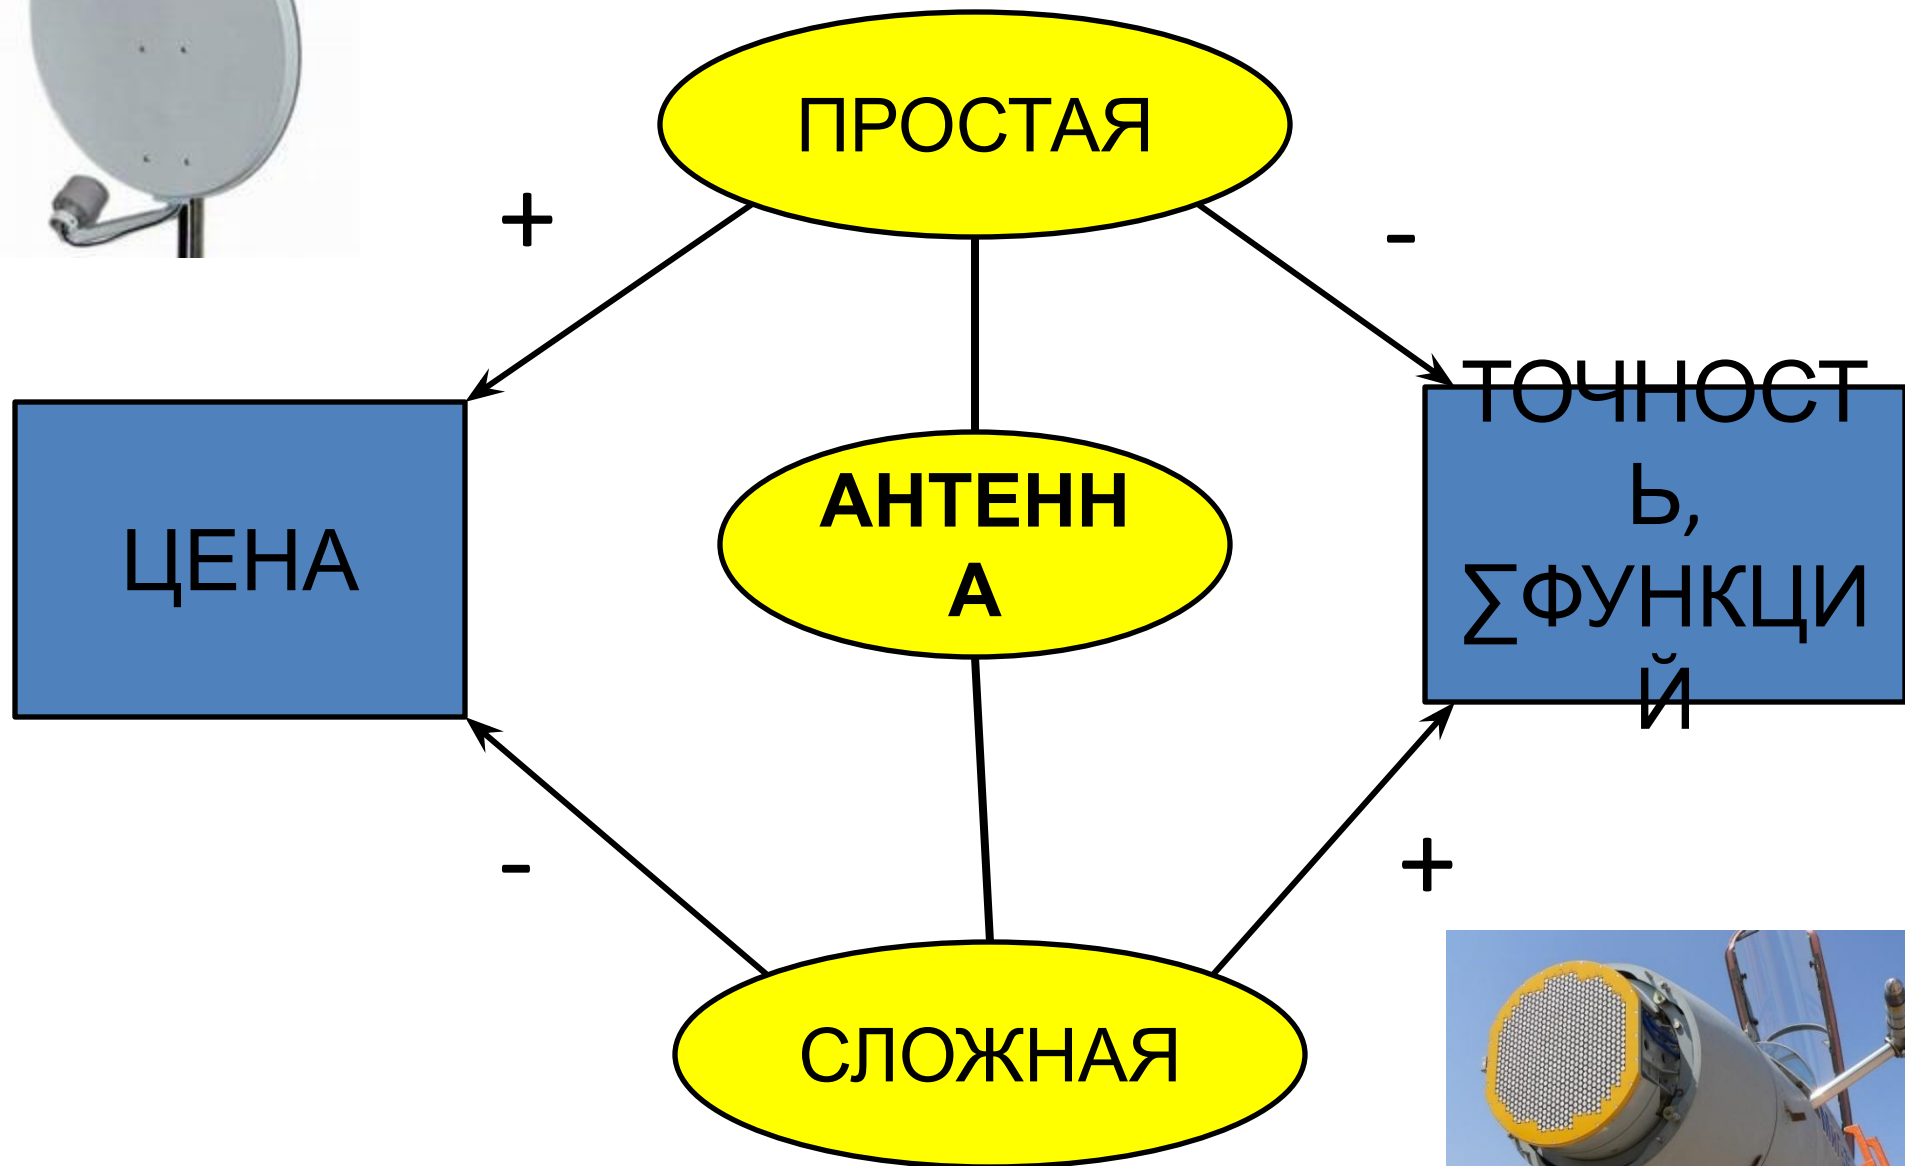 ПРОСТАЯ
+
-
ЦЕНА
АНТЕНН
А
ТОЧНОСТ
Ь,
∑ФУНКЦИ
Й
-
+
СЛОЖНАЯ